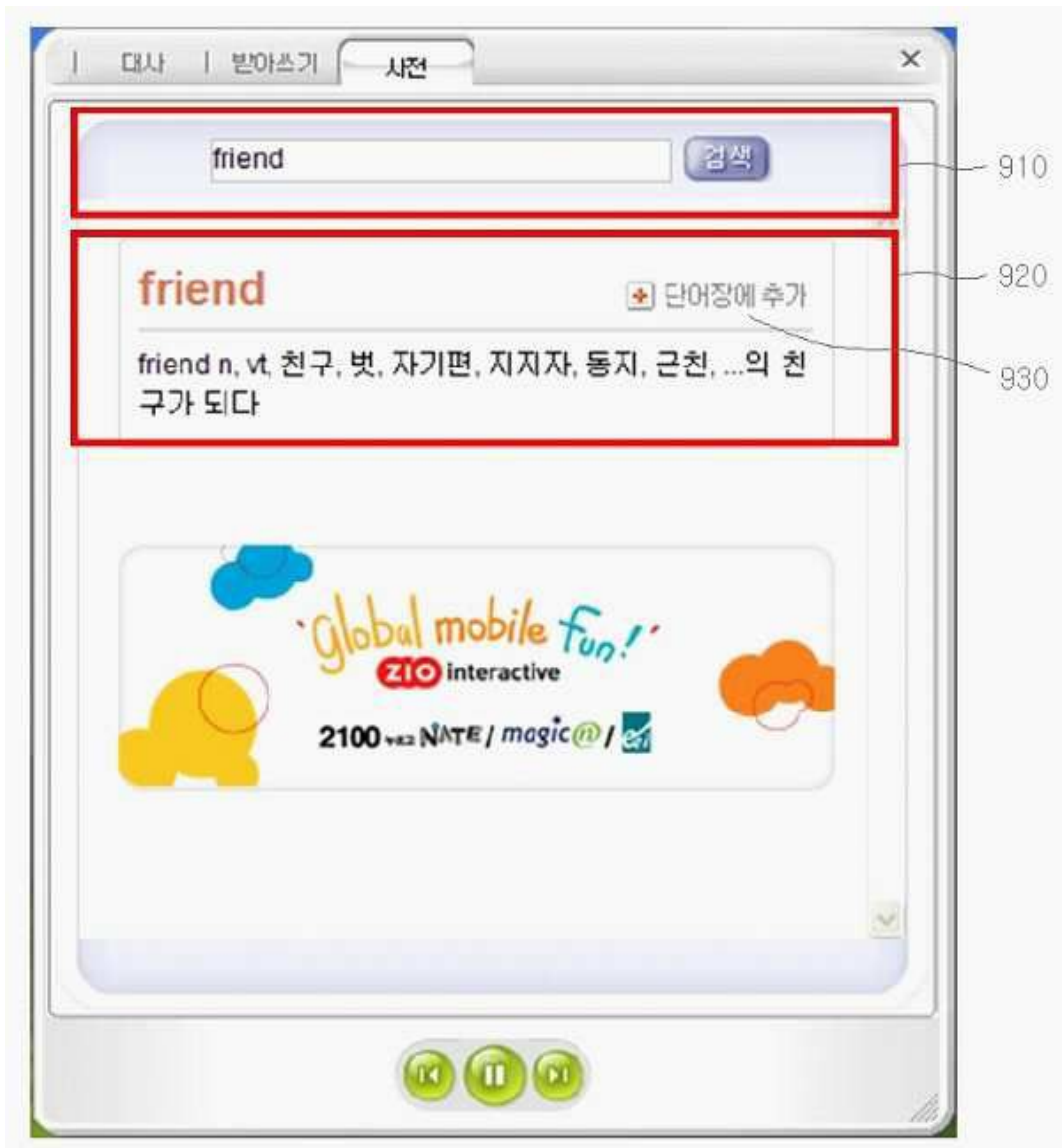 | 대사 | 받아쓰기 사전
friend 검색
910
friend 단어장에 추가
920
friend n, vt, 친구, 벗, 자기편, 지지자, 동지, 근친, ...의 친
구가 되다
930
global mobile fun!
ZIO interactive
2100 NATE / magic n /